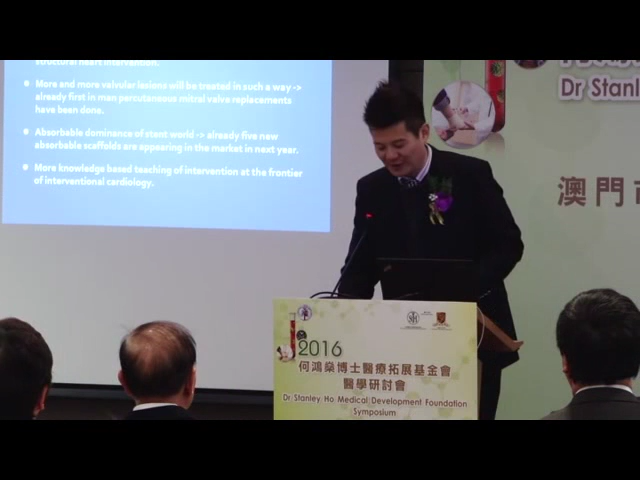 structural heart intervention.
More and more valvular lesions will be treated in such a way ->
already first in man percutaneous mitral valve replacements
have been done.
Absorbable dominance of stent world -> already five new
absorbable scaffolds are appearing in the market in next year.
More knowledge based teaching of intervention at the frontier
of interventional cardiology.
Dr Stanl
澳門
2016
何鴻燊博士醫療拓展基金會
醫學研討會
Dr Stanley Ho Medical Development Foundation
Symposium